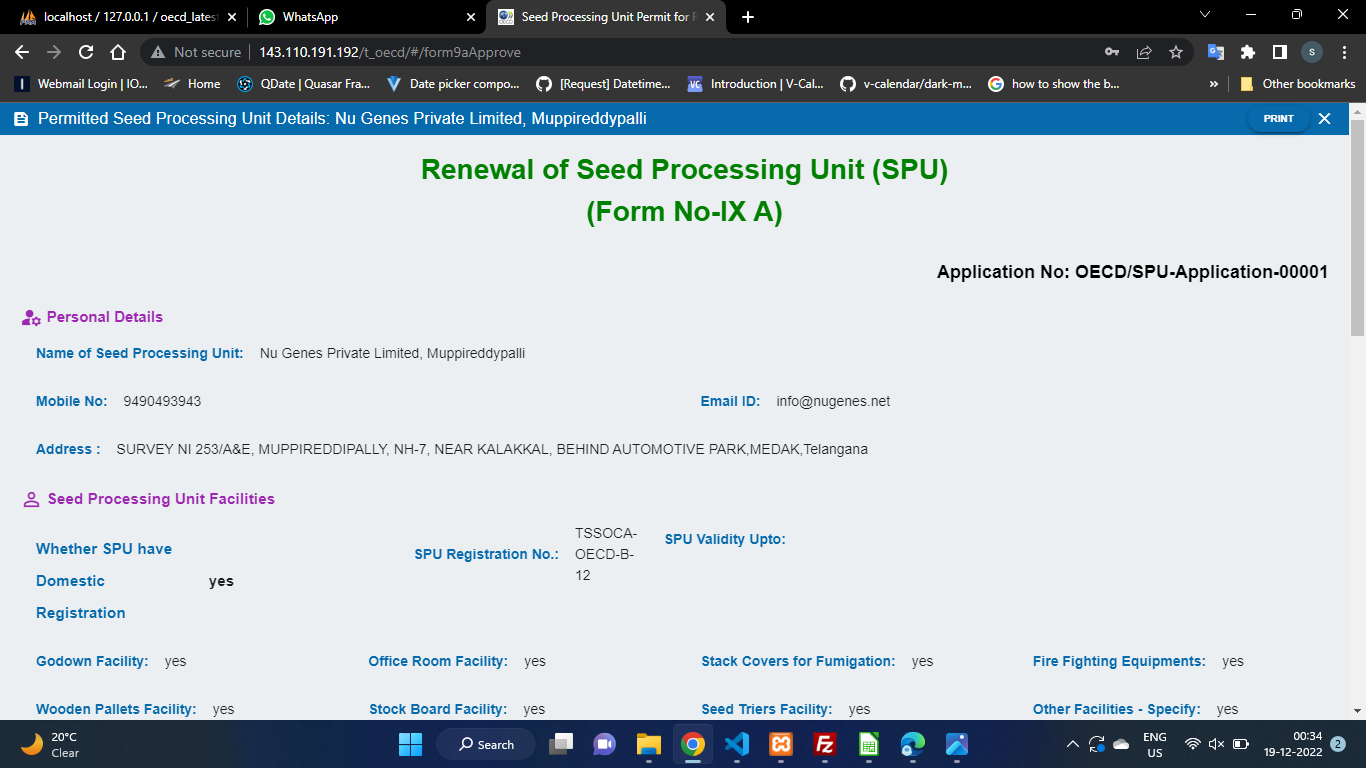 localhost / 127.0.0.1 / oecd_latest
WhatsApp
Seed Processing Unit Permit for
Not secure
143.110.191.192/t_oecd/#/form9aApprove
S
Webmail Login | IO...
Home
QDate | Quasar Fra...
Date picker compo...
[Request] Datetime...
VC
Introduction | V-Cal...
v-calendar/dark-m...
how to show the b...
»
Other bookmarks
Permitted Seed Processing Unit Details: Nu Genes Private Limited, Muppireddypalli
PRINT
Renewal of Seed Processing Unit (SPU)
(Form No-IX A)
Application No: OECD/SPU-Application-00001
Personal Details
Name of Seed Processing Unit: Nu Genes Private Limited, Muppireddypalli
Mobile No: 9490493943
Email ID: info@nugenes.net
Address : SURVEY NI 253/A&E, MUPPIREDDIPALLY, NH-7, NEAR KALAKKAL, BEHIND AUTOMOTIVE PARK,MEDAK,Telangana
Seed Processing Unit Facilities
Whether SPU have
Domestic yes
Registration
SPU Registration No.:
TSSOCA-
OECD-B-
12
SPU Validity Upto:
Godown Facility: yes
Office Room Facility: yes
Stack Covers for Fumigation: yes
Fire Fighting Equipments: yes
Wooden Pallets Facility: yes
Stock Board Facility: yes
Seed Triers Facility: yes
Other Facilities - Specify: yes
20°C
Clear
Search
ENG
US
00:34
19-12-2022
2